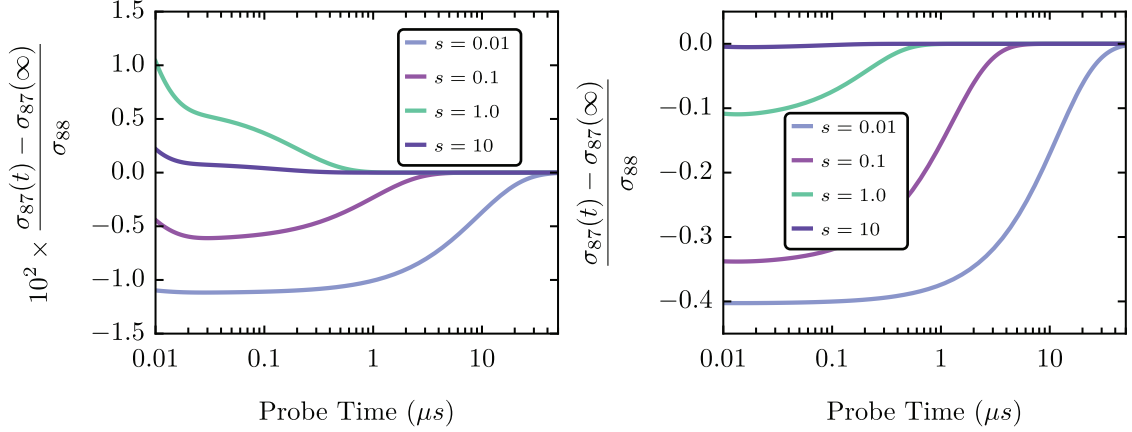 10² × (σ₈₇(t) − σ₈₇(∞)) / σ₈₈
1.5
1.0
0.5
0.0
−0.5
−1.0
−1.5
0.01
0.1
1
10
Probe Time (μs)
s = 0.01
s = 0.1
s = 1.0
s = 10
(σ₈₇(t) − σ₈₇(∞)) / σ₈₈
0.0
−0.1
−0.2
−0.3
−0.4
0.01
0.1
1
10
Probe Time (μs)
s = 0.01
s = 0.1
s = 1.0
s = 10